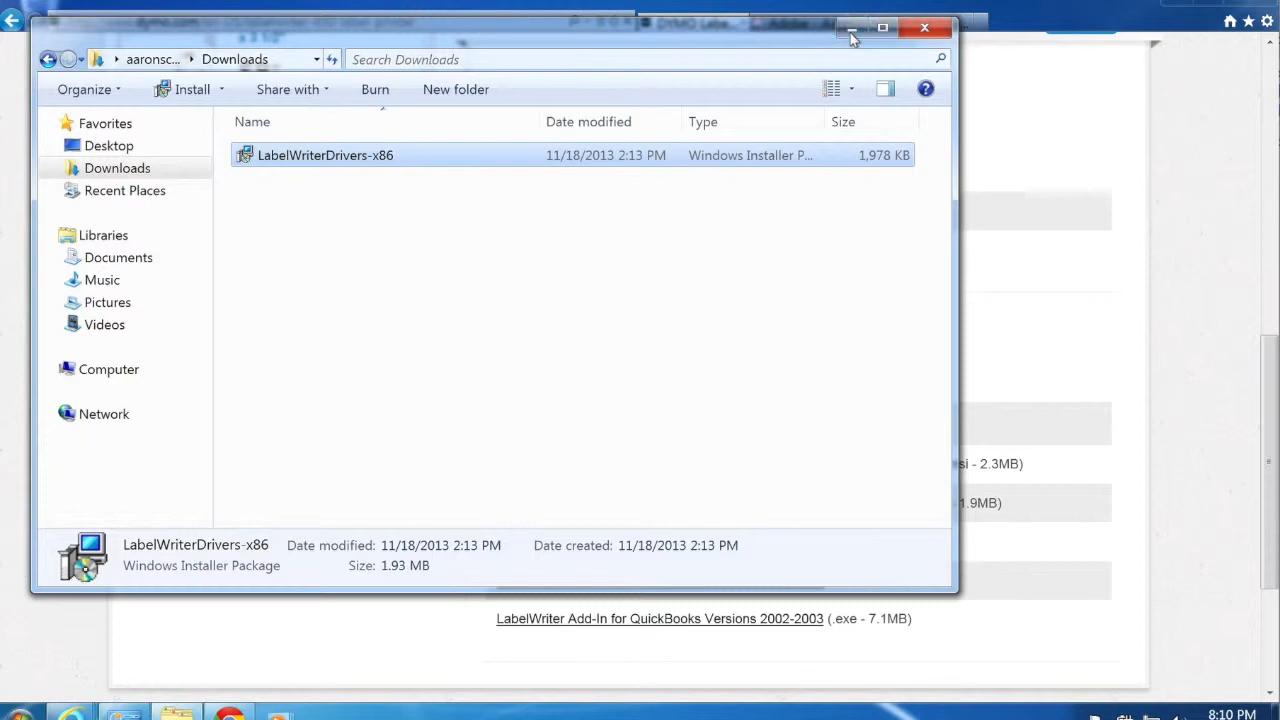 aaronsc... Downloads Search Downloads
Organize Install Share with Burn New folder
Name Date modified Type Size
LabelWriterDrivers-x86 11/18/2013 2:13 PM Windows Installer P... 1,978 KB
Favorites
Desktop
Downloads
Recent Places
Libraries
Documents
Music
Pictures
Videos
Computer
Network
si - 2.3MB)
1.9MB)
LabelWriterDrivers-x86 Date modified: 11/18/2013 2:13 PM Date created: 11/18/2013 2:13 PM
Windows Installer Package Size: 1.93 MB
LabelWriter Add-In for QuickBooks Versions 2002-2003 (.exe - 7.1MB)
8:10 PM